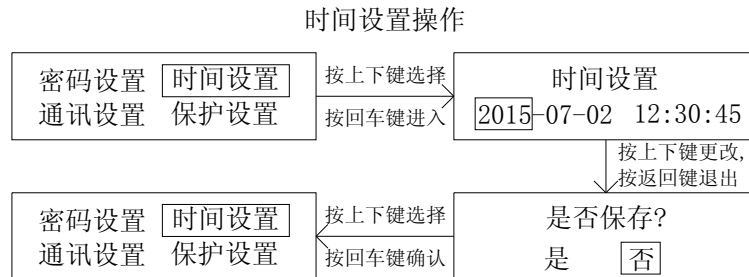 时间设置操作
密码设置 时间设置
通讯设置 保护设置
按上下键选择
按回车键进入
时间设置
2015-07-02 12:30:45
按上下键更改,
按返回键退出
密码设置 时间设置
通讯设置 保护设置
按上下键选择
按回车键确认
是否保存?
是 否